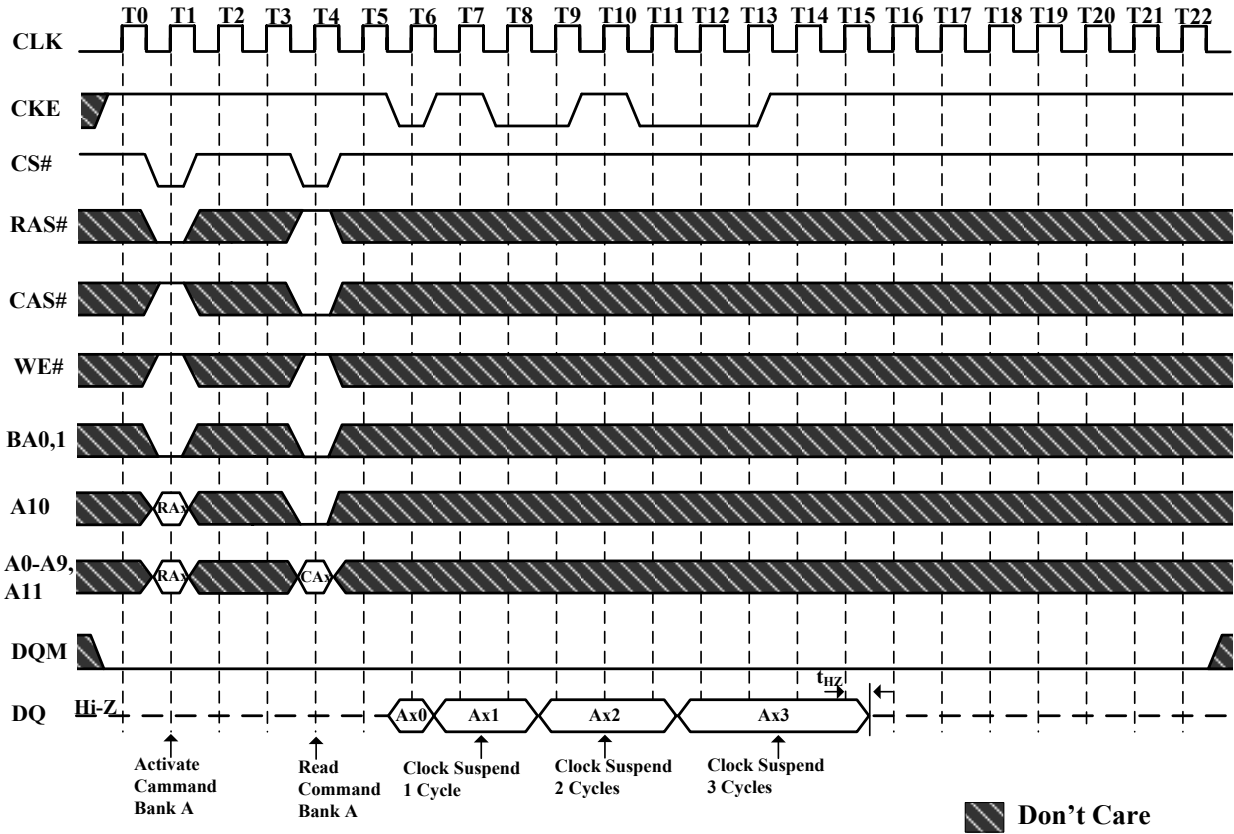 T0 T1 T2 T3 T4 T5 T6 T7 T8 T9 T10 T11 T12 T13 T14 T15 T16 T17 T18 T19 T20 T21 T22
CLK
CKE
CS#
RAS#
CAS#
WE#
BA0,1
A10 RAx
A0-A9,
A11 RAx CAx
DQM
tHZ
DQ Hi-Z Ax0 Ax1 Ax2 Ax3
Activate
Cammand
Bank A
Read
Command
Bank A
Clock Suspend
1 Cycle
Clock Suspend
2 Cycles
Clock Suspend
3 Cycles
Don't Care